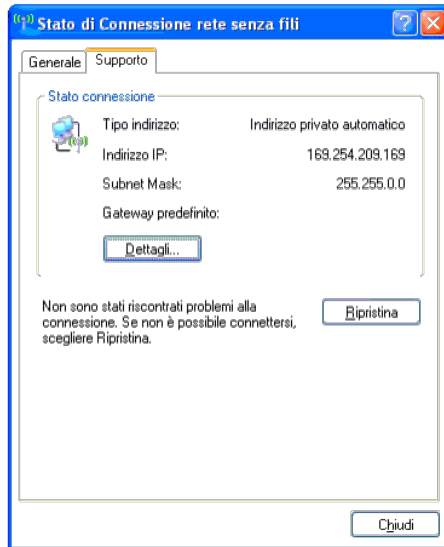 Stato di Connessione rete senza fili
Generale
Supporto
Stato connessione
Tipo indirizzo: Indirizzo privato automatico
Indirizzo IP: 169.254.209.169
Subnet Mask: 255.255.0.0
Gateway predefinito:
Dettagli...
Non sono stati riscontrati problemi alla
connessione. Se non è possibile connettersi,
scegliere Ripristina.
Ripristina
Chiudi